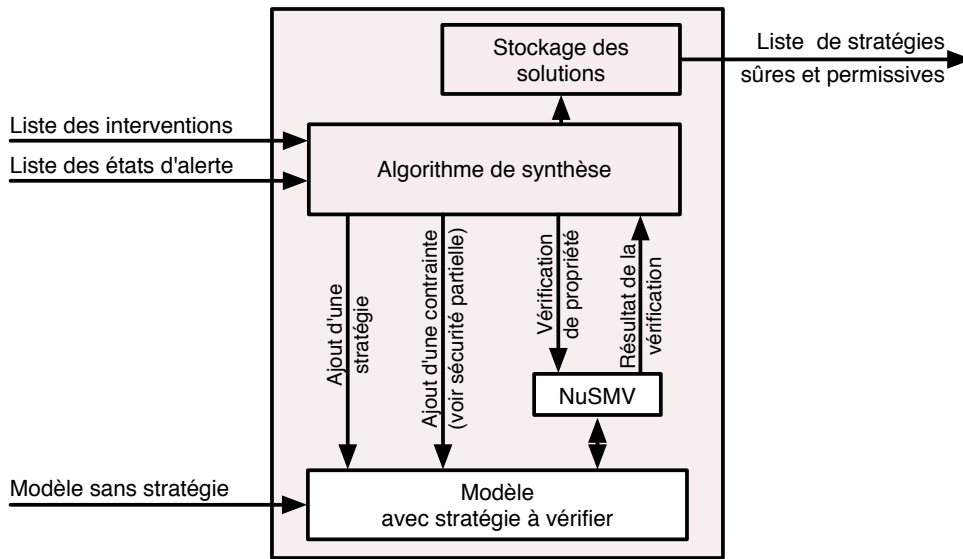 Stockage des
solutions
Liste de stratégies
sûres et permissives
Liste des interventions
Liste des états d'alerte
Algorithme de synthèse
Ajout d'une
stratégie
Ajout d'une contrainte
(voir sécurité partielle)
Vérification
de propriété
Résultat de la
vérification
NuSMV
Modèle sans stratégie
Modèle
avec stratégie à vérifier